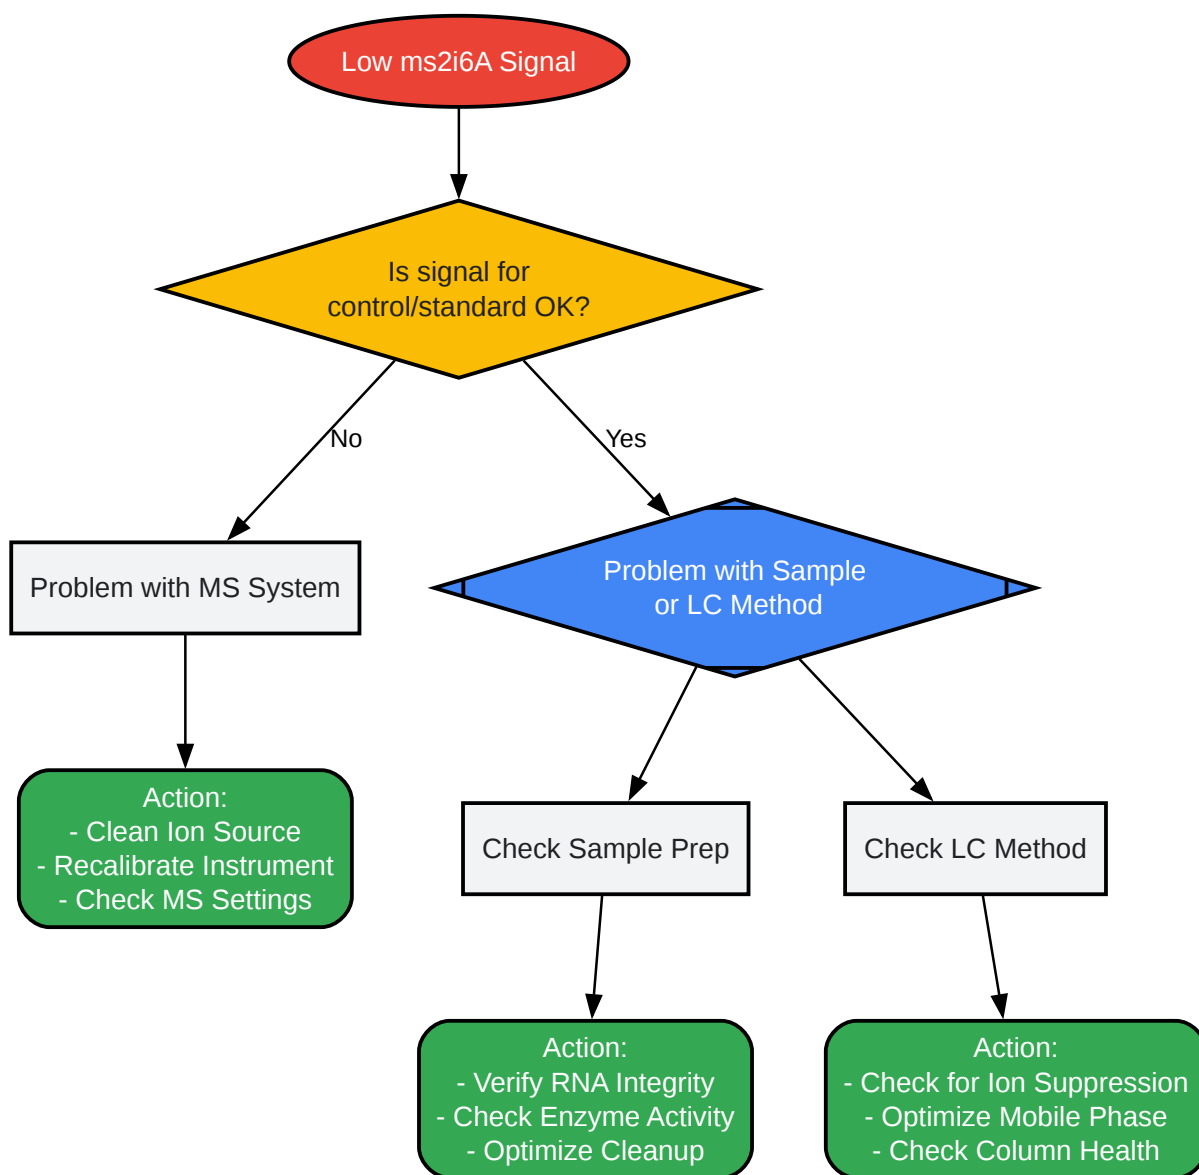 Low ms2i6A Signal
Is signal for
control/standard OK?
No
Yes
Problem with MS System
Problem with Sample
or LC Method
Action:
- Clean Ion Source
- Recalibrate Instrument
- Check MS Settings
Check Sample Prep
Check LC Method
Action:
- Verify RNA Integrity
- Check Enzyme Activity
- Optimize Cleanup
Action:
- Check for Ion Suppression
- Optimize Mobile Phase
- Check Column Health